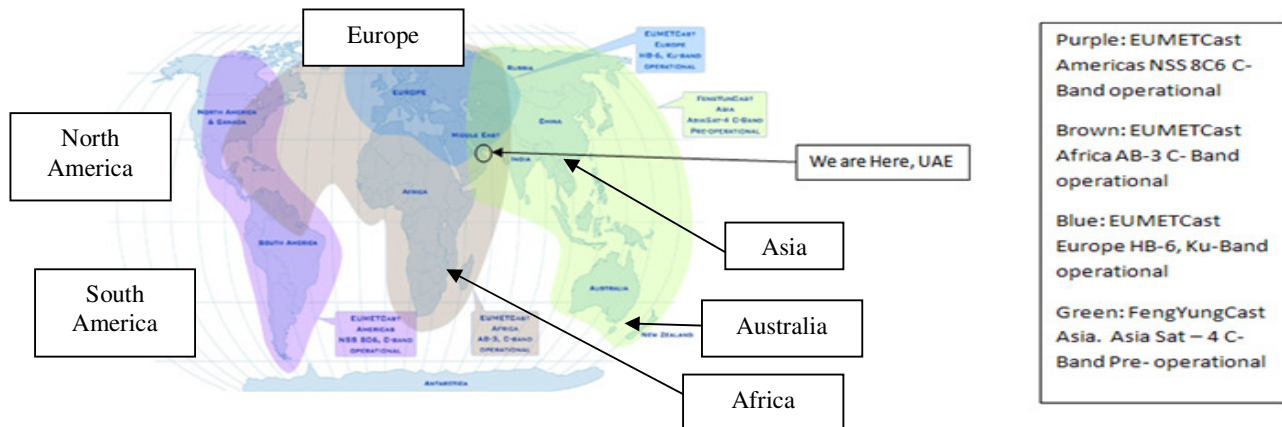 Europe
EUMETCast
Europe
HB-6, Ku-band
operational
Russia
North America
& Canada
Europe
FengYunCast
Asia
AsiaSat-4 C-Band
Pre-operational
China
Middle East
India
North
America
We are Here, UAE
Africa
South America
Asia
South
America
Australia
EUMETCast
Americas
NSS 806, C-band
operational
EUMETCast
Africa
AB-3, C-band
operational
New Zealand
Australia
Antarctica
Africa
Purple: EUMETCast
Americas NSS 8C6 C-
Band operational
Brown: EUMETCast
Africa AB-3 C- Band
operational
Blue: EUMETCast
Europe HB-6, Ku-Band
operational
Green: FengYungCast
Asia. Asia Sat – 4 C-
Band Pre- operational